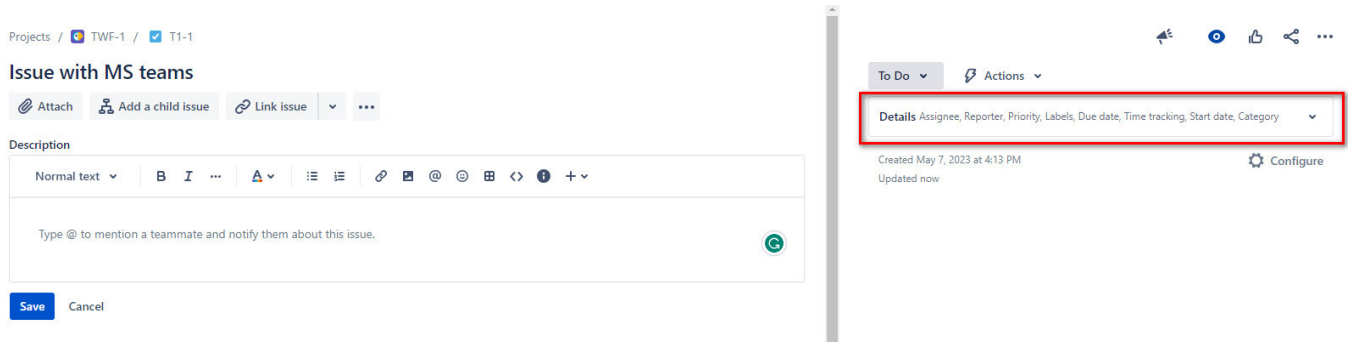 Projects / TWF-1 / T1-1
Issue with MS teams
Attach Add a child issue Link issue
Description
Normal text B I A @
Type @ to mention a teammate and notify them about this issue.
Save Cancel
To Do Actions
Details Assignee, Reporter, Priority, Labels, Due date, Time tracking, Start date, Category
Created May 7, 2023 at 4:13 PM Configure
Updated now